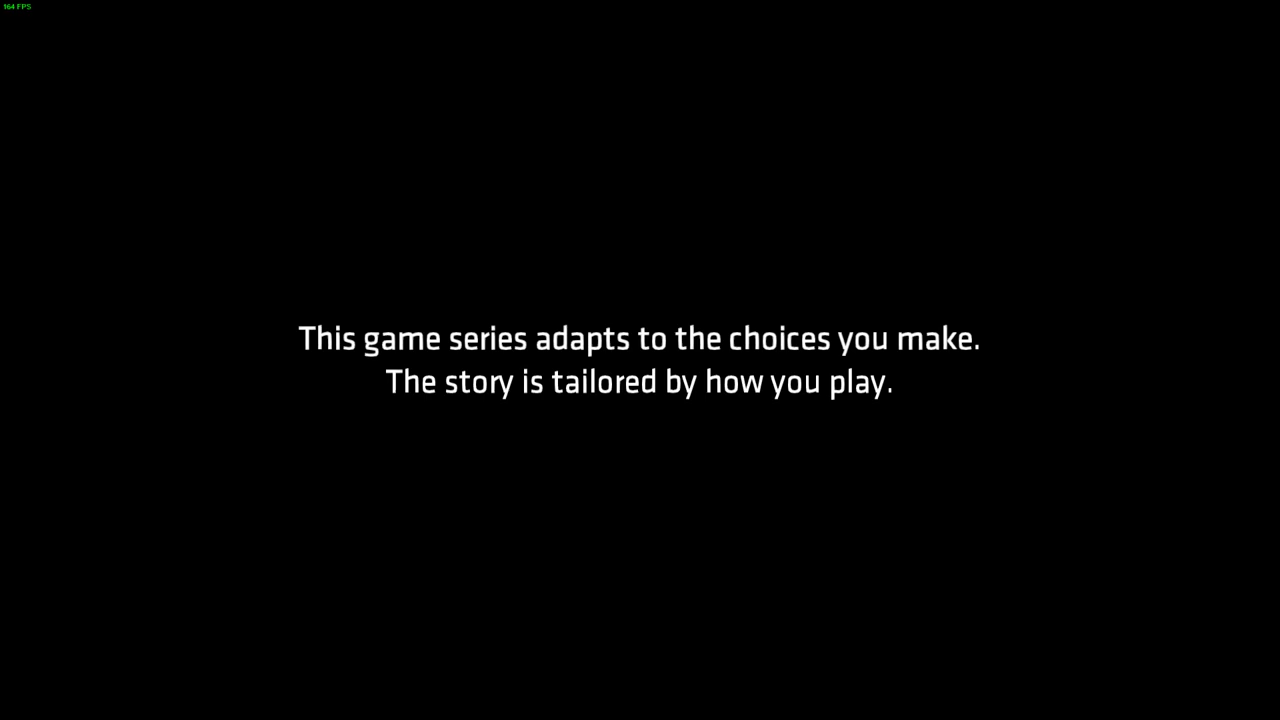 164 FPS
This game series adapts to the choices you make.
The story is tailored by how you play.